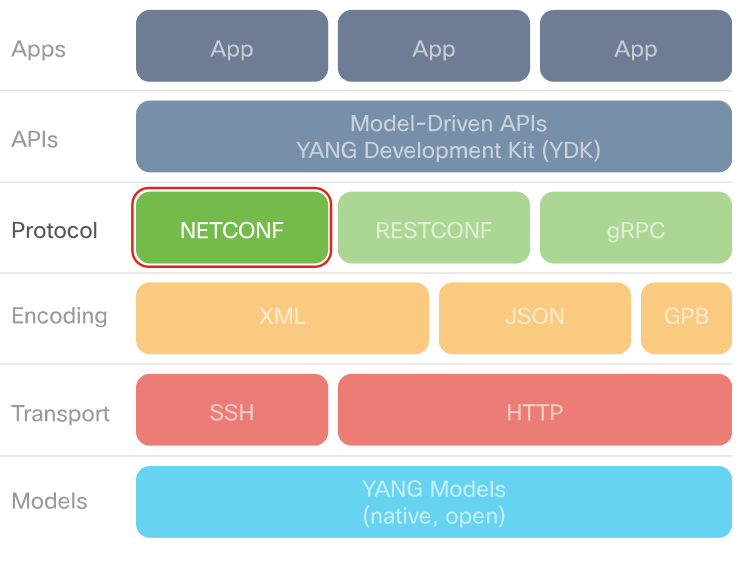 Apps
App
App
App
APIs
Model-Driven APIs
YANG Development Kit (YDK)
Protocol
NETCONF
RESTCONF
gRPC
Encoding
XML
JSON
GPB
Transport
SSH
HTTP
Models
YANG Models
(native, open)